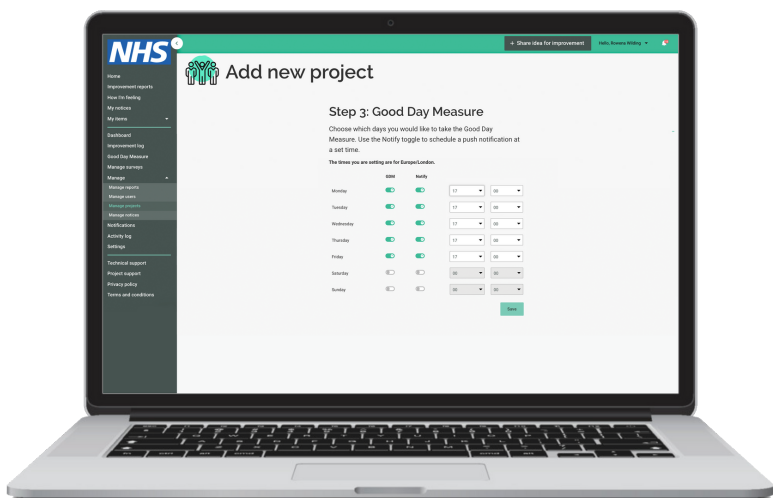 NHS
+ Share idea for improvement
Hello, Rowena Wilding
Home
Improvement reports
How I'm feeling
My notices
My items
Dashboard
Improvement log
Good Day Measure
Manage surveys
Manage
Manage reports
Manage users
Manage projects
Manage notices
Notifications
Activity log
Settings
Technical support
Project support
Privacy policy
Terms and conditions
Add new project
Step 3: Good Day Measure
Choose which days you would like to take the Good Day
Measure. Use the Notify toggle to schedule a push notification at
a set time.
The times you are setting are for Europe/London.
GDM Notify
Monday 17 00
Tuesday 17 00
Wednesday 17 00
Thursday 17 00
Friday 17 00
Saturday 00 00
Sunday 00 00
Save